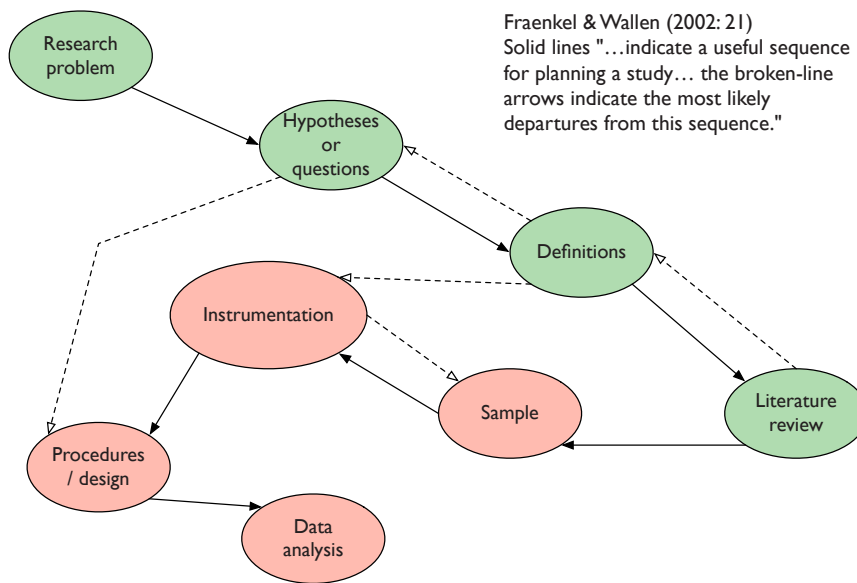 Research
problem
Fraenkel & Wallen (2002: 21)
Solid lines "…indicate a useful sequence
for planning a study… the broken-line
arrows indicate the most likely
departures from this sequence."
Hypotheses
or
questions
Definitions
Instrumentation
Sample
Literature
review
Procedures
/ design
Data
analysis